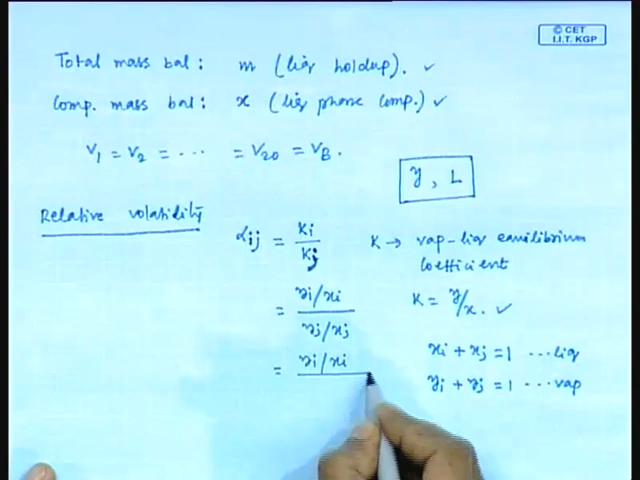 © CET
I.I.T. KGP
Total mass bal : m (liq holdup). ✓
Comp. mass bal : x (liq phase comp.) ✓
V1 = V2 = ... = V20 = VB.
y, L
Relative volatility
αij = Ki/Kj K → vap-liq equilibrium
coefficient
= yi/xi / yj/xj K = y/x. ✓
xi + xj = 1 ... liq
= yi/xi yi + yj = 1 ... vap